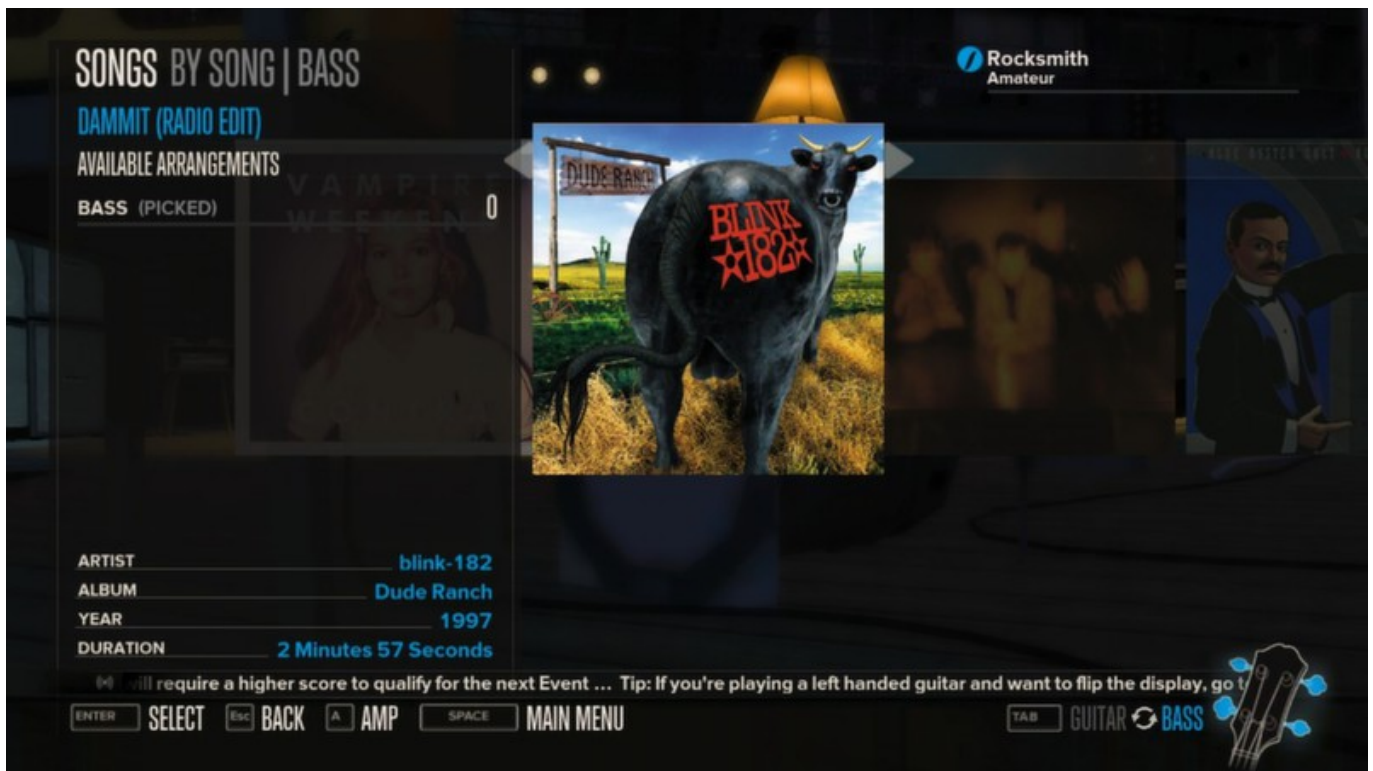 SONGS BY SONG | BASS
DAMMIT (RADIO EDIT)
AVAILABLE ARRANGEMENTS
BASS (PICKED) 0
VAMPIRE
WEEKEN
Rocksmith
Amateur
DUDE RANCH
BLINK
182
ARTIST blink-182
ALBUM Dude Ranch
YEAR 1997
DURATION 2 Minutes 57 Seconds
ill require a higher score to qualify for the next Event ... Tip: If you're playing a left handed guitar and want to flip the display, go t
ENTER SELECT Esc BACK A AMP SPACE MAIN MENU
TAB GUITAR BASS